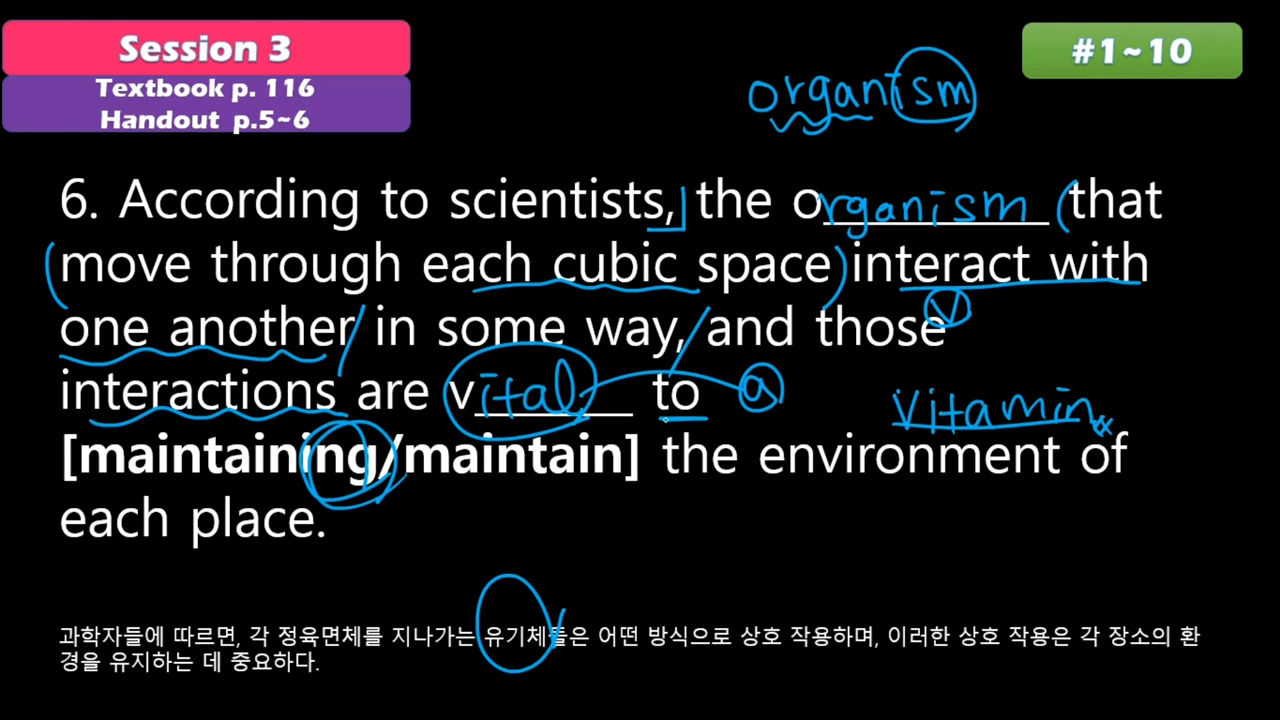 Session 3
Textbook p. 116
Handout p.5~6
#1~10
organism
6. According to scientists, the organism (that
move through each cubic space) interact with
one another / in some way, / and those
v
interactions are vital to a
vitamin
[maintaining/maintain] the environment of
each place.
과학자들에 따르면, 각 정육면체를 지나가는 유기체들은 어떤 방식으로 상호 작용하며, 이러한 상호 작용은 각 장소의 환
경을 유지하는 데 중요하다.